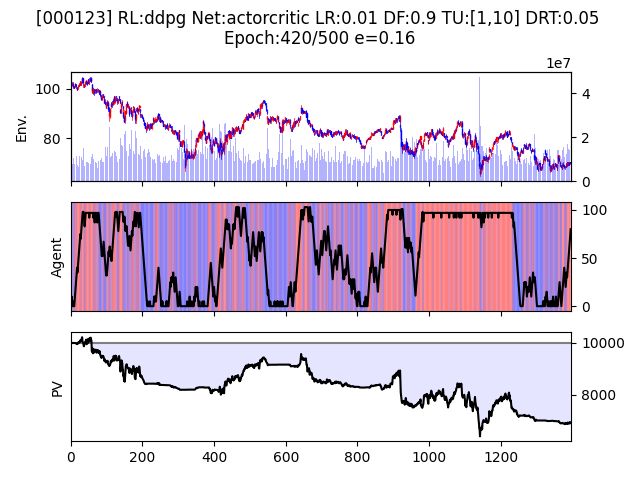 [000123] RL:ddpg Net:actorcritic LR:0.01 DF:0.9 TU:[1,10] DRT:0.05
Epoch:420/500 e=0.16
1e7
100
80
Env.
4
2
0
Agent
100
50
0
PV
10000
8000
0 200 400 600 800 1000 1200